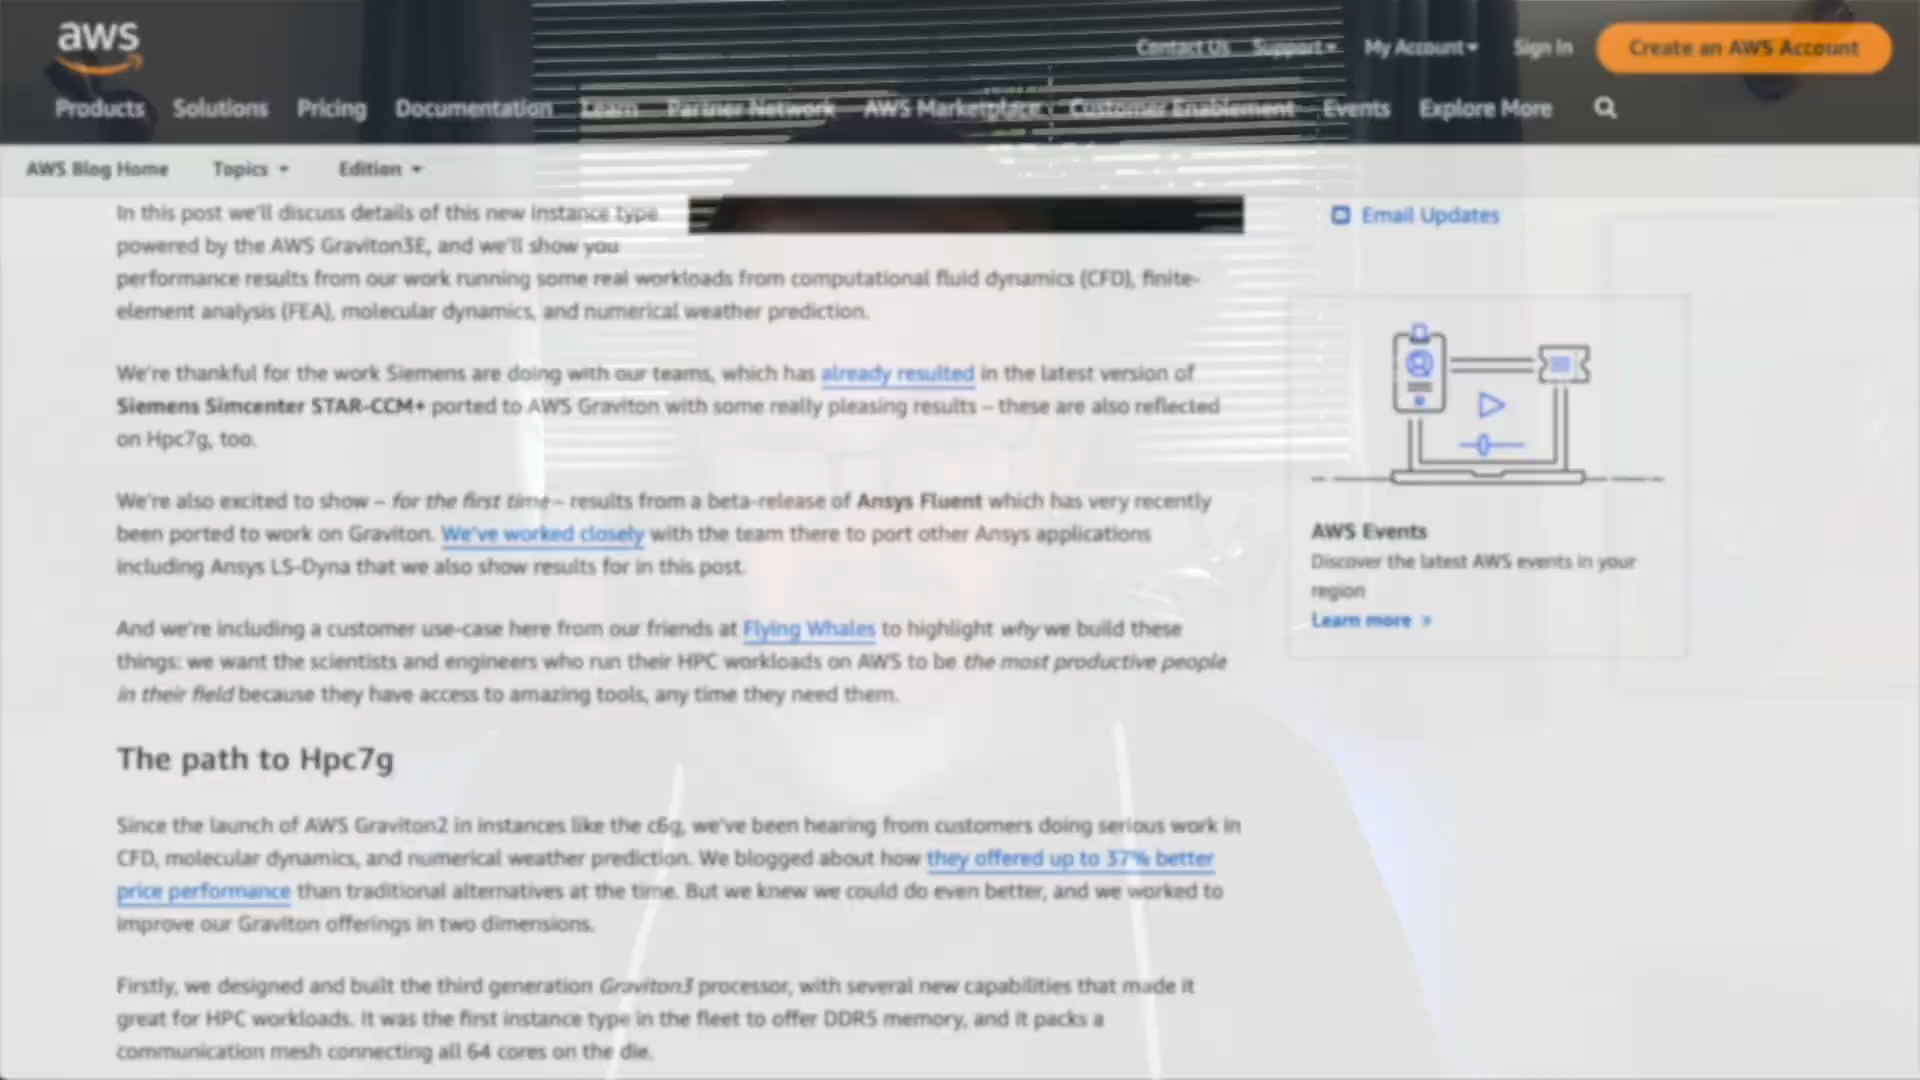 aws
Contact Us Support My Account Sign In Create an AWS Account
Products Solutions Pricing Documentation Learn Partner Network AWS Marketplace Customer Enablement Events Explore More
AWS Blog Home Topics Edition
In this post we'll discuss details of this new instance type
powered by the AWS Graviton3E, and we'll show you
performance results from our work running some real workloads from computational fluid dynamics (CFD), finite-
element analysis (FEA), molecular dynamics, and numerical weather prediction.
We're thankful for the work Siemens are doing with our teams, which has already resulted in the latest version of
Siemens Simcenter STAR-CCM+ ported to AWS Graviton with some really pleasing results – these are also reflected
on Hpc7g, too.
We're also excited to show – for the first time – results from a beta-release of Ansys Fluent which has very recently
been ported to work on Graviton. We've worked closely with the team there to port other Ansys applications
including Ansys LS-Dyna that we also show results for in this post.
And we're including a customer use-case here from our friends at Flying Whales to highlight why we build these
things: we want the scientists and engineers who run their HPC workloads on AWS to be the most productive people
in their field because they have access to amazing tools, any time they need them.
The path to Hpc7g
Since the launch of AWS Graviton2 in instances like the c6g, we've been hearing from customers doing serious work in
CFD, molecular dynamics, and numerical weather prediction. We blogged about how they offered up to 37% better
price performance than traditional alternatives at the time. But we knew we could do even better, and we worked to
improve our Graviton offerings in two dimensions.
Firstly, we designed and built the third generation Graviton3 processor, with several new capabilities that made it
great for HPC workloads. It was the first instance type in the fleet to offer DDR5 memory, and it packs a
communication mesh connecting all 64 cores on the die.
Email Updates
AWS Events
Discover the latest AWS events in your
region
Learn more »